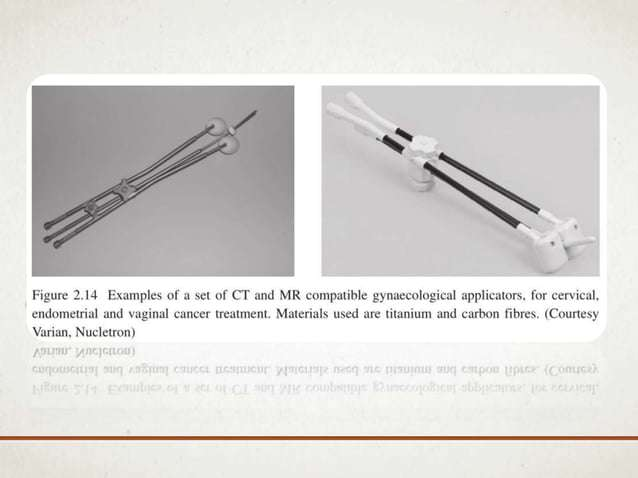 Figure 2.14 Examples of a set of CT and MR compatible gynaecological applicators, for cervical,
endometrial and vaginal cancer treatment. Materials used are titanium and carbon fibres. (Courtesy
Varian, Nucletron)